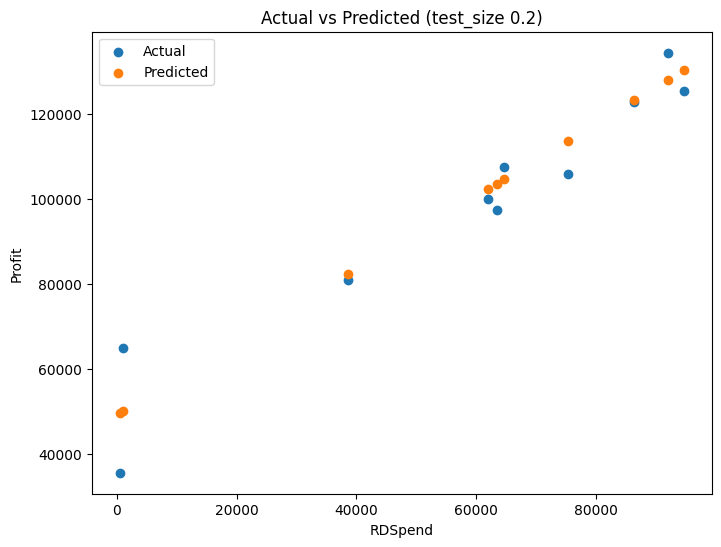 Actual vs Predicted (test_size 0.2)
Actual
Predicted
120000
100000
80000
60000
40000
Profit
0 20000 40000 60000 80000
RDSpend